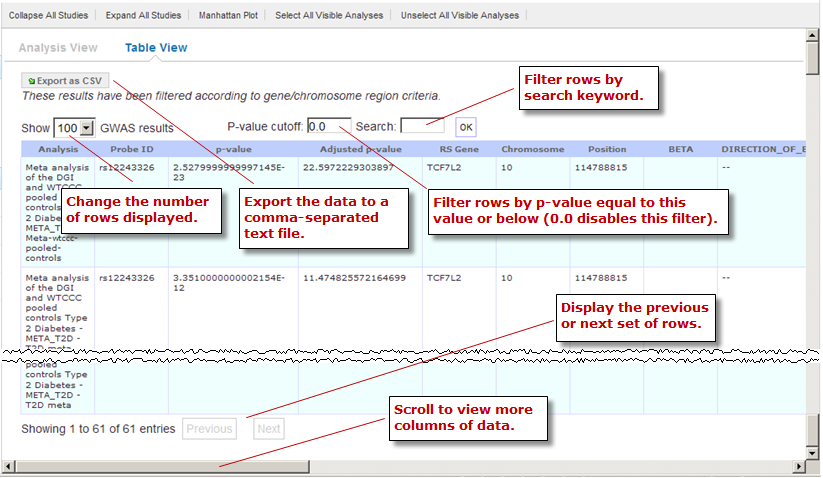 Collapse All Studies Expand All Studies Manhattan Plot Select All Visible Analyses Unselect All Visible Analyses
Analysis View Table View
Export as CSV
These results have been filtered according to gene/chromosome region criteria.
Filter rows by
search keyword.
Show 100 GWAS results P-value cutoff: 0.0 Search: OK
Analysis Probe ID p-value Adjusted p-value RS Gene Chromosome Position BETA DIRECTION_OF_E
Meta analysis rs12243326 2.5279999999997145E- 22.5972229303897 TCF7L2 10 114788815 --
of the DGI 23
and WTCCC
pooled
controls
2 Diabetes
META_T2D
Meta-wtccc-
pooled-
controls
Change the number
of rows displayed.
Export the data to a
comma-separated
text file.
Filter rows by p-value equal to this
value or below (0.0 disables this filter).
Meta analysis rs12243326 3.3510000000002154E- 11.474825572164699 TCF7L2 10 114788815 --
of the DGI 12
and WTCCC
pooled
controls Type
2 Diabetes -
META_T2D -
T2D meta
Display the previous
or next set of rows.
pooled
controls Type
2 Diabetes -
META_T2D -
T2D meta
Scroll to view more
columns of data.
Showing 1 to 61 of 61 entries Previous Next